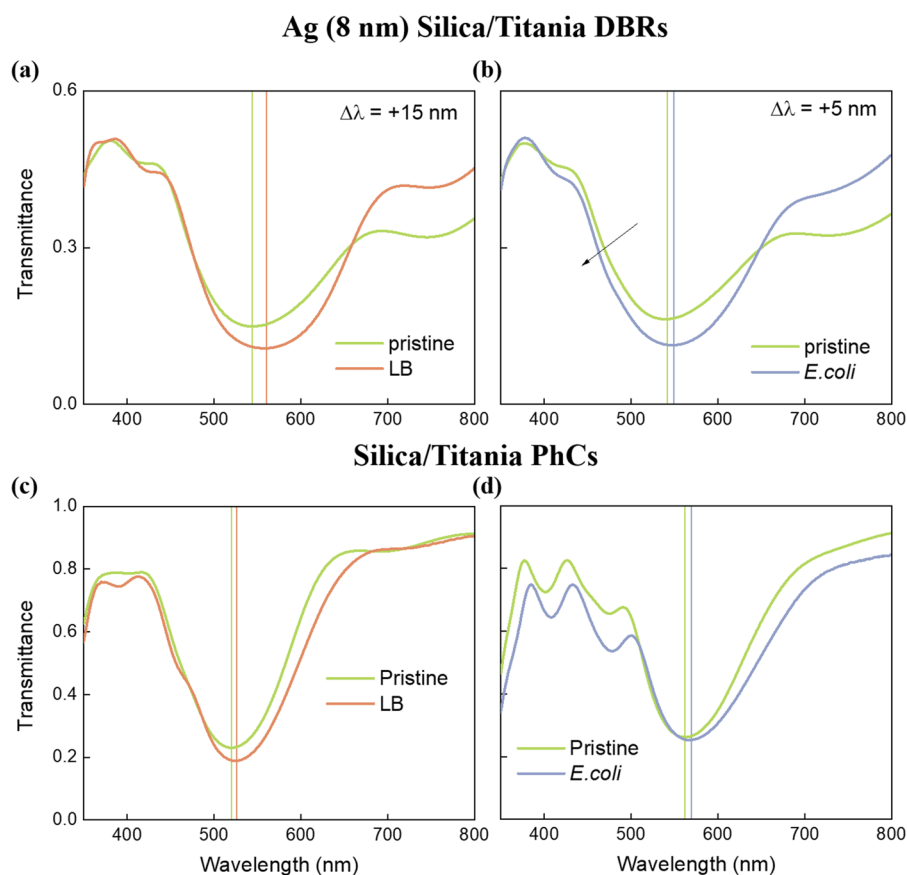 Ag (8 nm) Silica/Titania DBRs
(a)
(b)
0.6
0.3
0.0
Transmittance
Δλ = +15 nm
pristine
LB
400 500 600 700 800
Δλ = +5 nm
pristine
E.coli
400 500 600 700 800
Silica/Titania PhCs
(c)
(d)
1.0
0.8
0.6
0.4
0.2
0.0
Transmittance
Pristine
LB
400 500 600 700 800
Wavelength (nm)
Pristine
E.coli
400 500 600 700 800
Wavelength (nm)